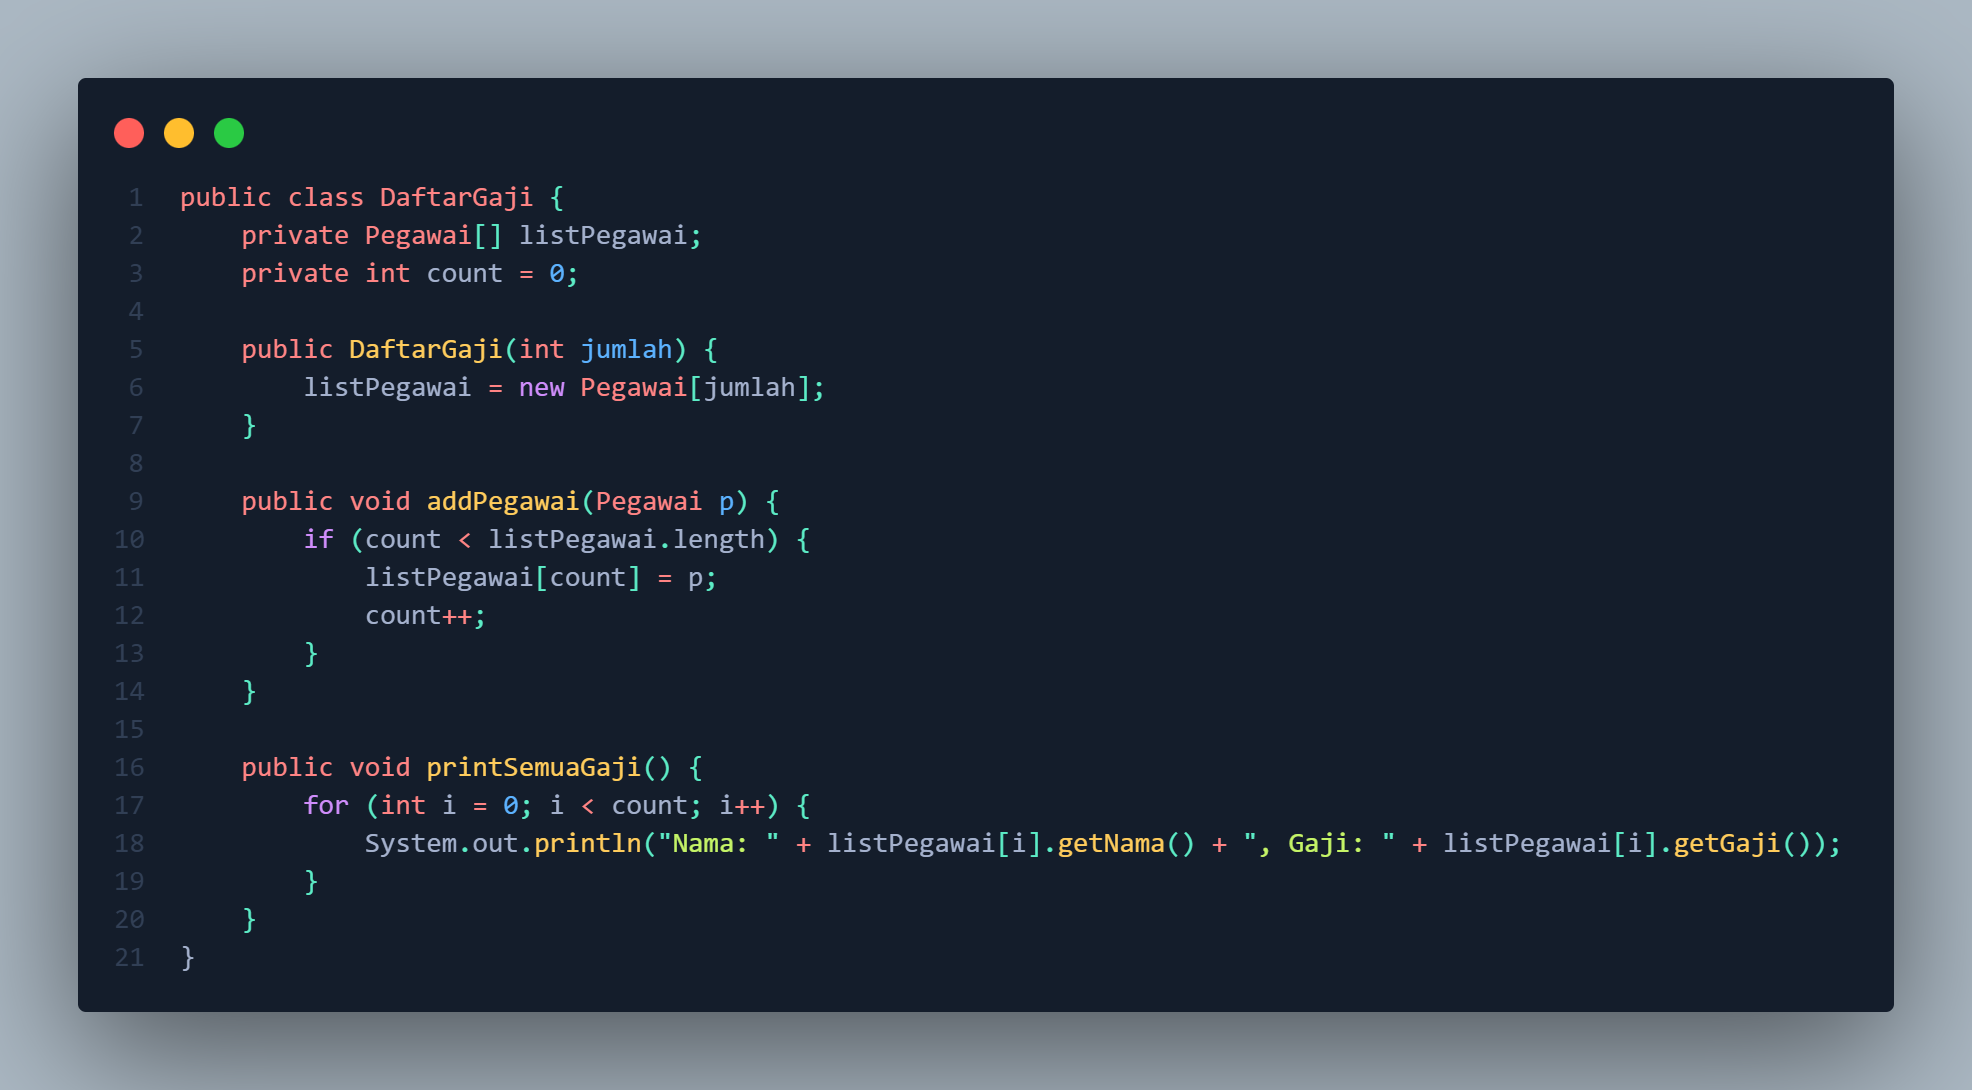 1 public class DaftarGaji {
2     private Pegawai[] listPegawai;
3     private int count = 0;
4
5     public DaftarGaji(int jumlah) {
6         listPegawai = new Pegawai[jumlah];
7     }
8
9     public void addPegawai(Pegawai p) {
10         if (count < listPegawai.length) {
11             listPegawai[count] = p;
12             count++;
13         }
14     }
15
16     public void printSemuaGaji() {
17         for (int i = 0; i < count; i++) {
18             System.out.println("Nama: " + listPegawai[i].getNama() + ", Gaji: " + listPegawai[i].getGaji());
19         }
20     }
21 }